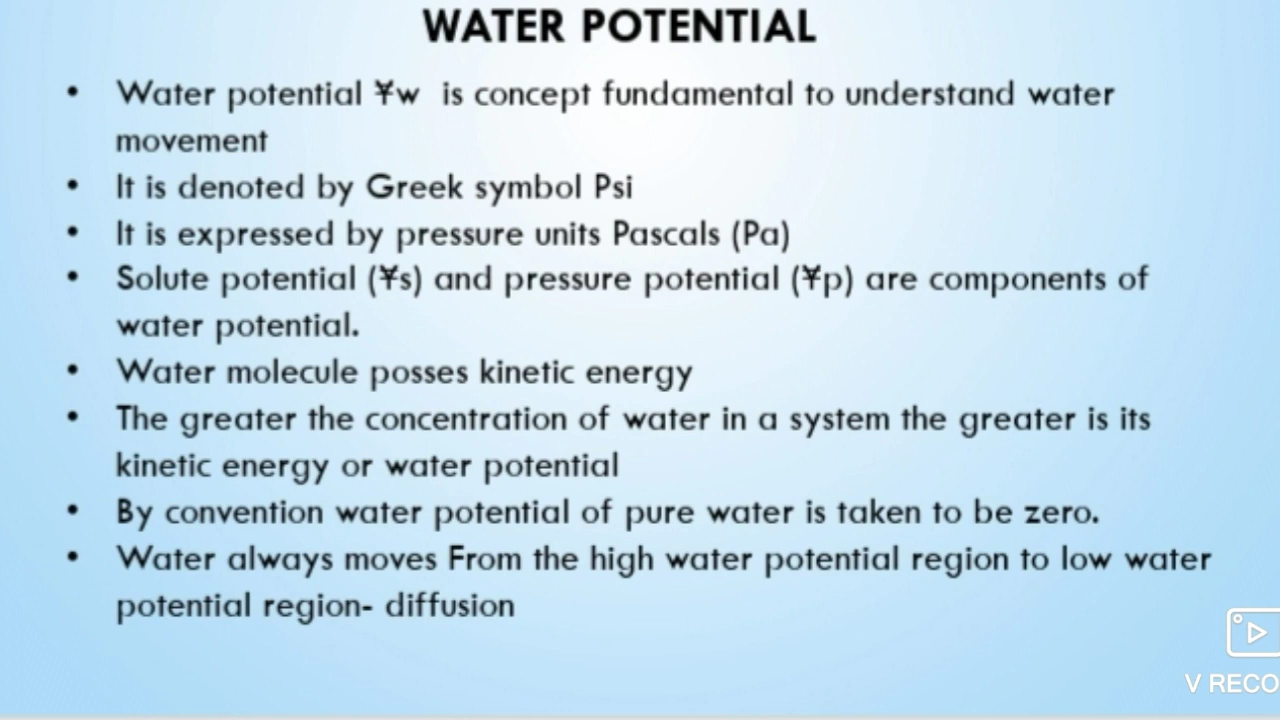 WATER POTENTIAL
• Water potential ¥w is concept fundamental to understand water
movement
• It is denoted by Greek symbol Psi
• It is expressed by pressure units Pascals (Pa)
• Solute potential (¥s) and pressure potential (¥p) are components of
water potential.
• Water molecule posses kinetic energy
• The greater the concentration of water in a system the greater is its
kinetic energy or water potential
• By convention water potential of pure water is taken to be zero.
• Water always moves From the high water potential region to low water
potential region- diffusion
V RECO